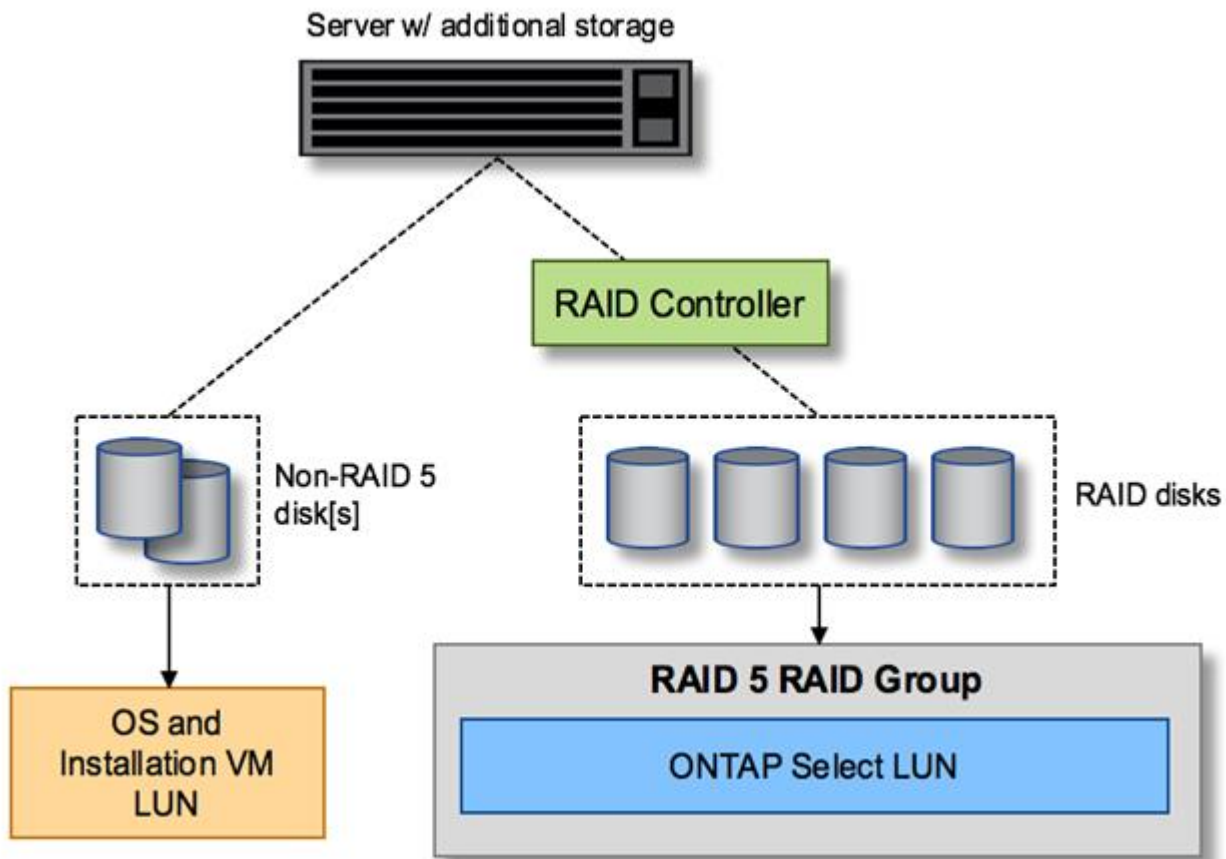 Server w/ additional storage
RAID Controller
Non-RAID 5
disk[s]
RAID disks
OS and
Installation VM
LUN
RAID 5 RAID Group
ONTAP Select LUN